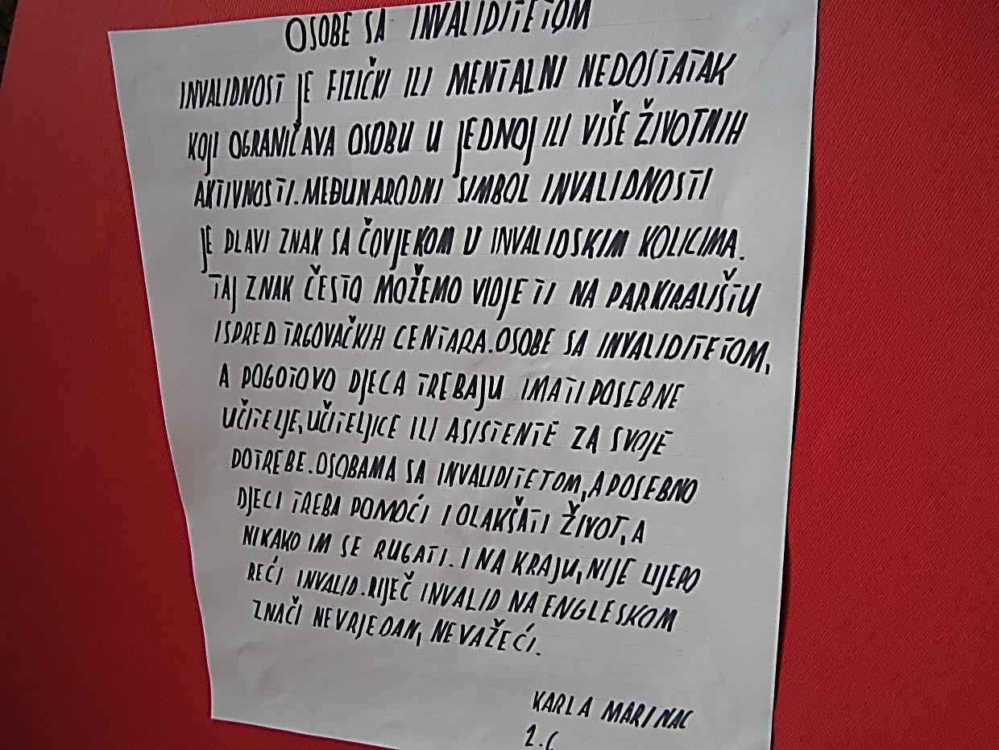 OSOBE SA INVALIDITETOM
INVALIDNOST JE FIZIČKI ILI MENTALNI NEDOSTATAK
KOJI OGRANIČAVA OSOBU U JEDNOJ ILI VIŠE ŽIVOTNIH
AKTIVNOSTI. MEĐUNARODNI SIMBOL INVALIDNOSTI
JE PLAVI ZNAK SA ČOVJEKOM U INVALIDSKIM KOLICIMA.
TAJ ZNAK ČESTO MOŽEMO VIDJETI NA PARKIRALIŠTU
ISPRED TRGOVAČKIH CENTARA. OSOBE SA INVALIDITETOM,
A POGOTOVO DJECA TREBAJU IMATI POSEBNE
UČITELJE, UČITELJICE ILI ASISTENTE ZA SVOJE
POTREBE. OSOBAMA SA INVALIDITETOM, A POSEBNO
DJECI TREBA POMOĆI I OLAKŠATI ŽIVOT, A
NIKAKO IM SE RUGATI. I NA KRAJU, NIJE LIJEPO
REĆI INVALID. RIJEČ INVALID NA ENGLESKOM
ZNAČI NEVRJEDAN, NEVAŽEĆI.
KARLA MARINAC
2.C